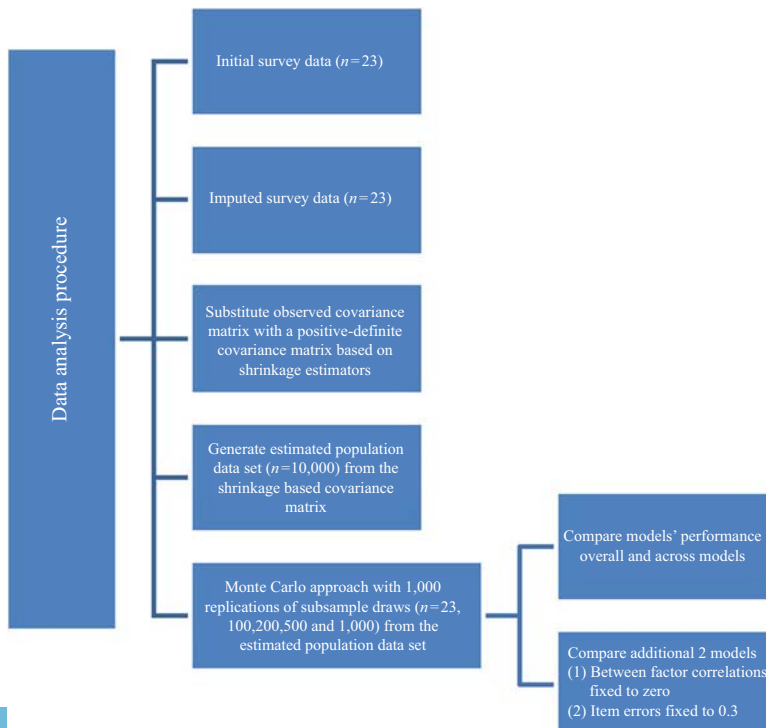 Data analysis procedure
Initial survey data (n=23)
Imputed survey data (n=23)
Substitute observed covariance
matrix with a positive-definite
covariance matrix based on
shrinkage estimators
Generate estimated population
data set (n=10,000) from the
shrinkage based covariance
matrix
Monte Carlo approach with 1,000
replications of subsample draws (n=23,
100,200,500 and 1,000) from the
estimated population data set
Compare models’ performance
overall and across models
Compare additional 2 models
(1) Between factor correlations
fixed to zero
(2) Item errors fixed to 0.3